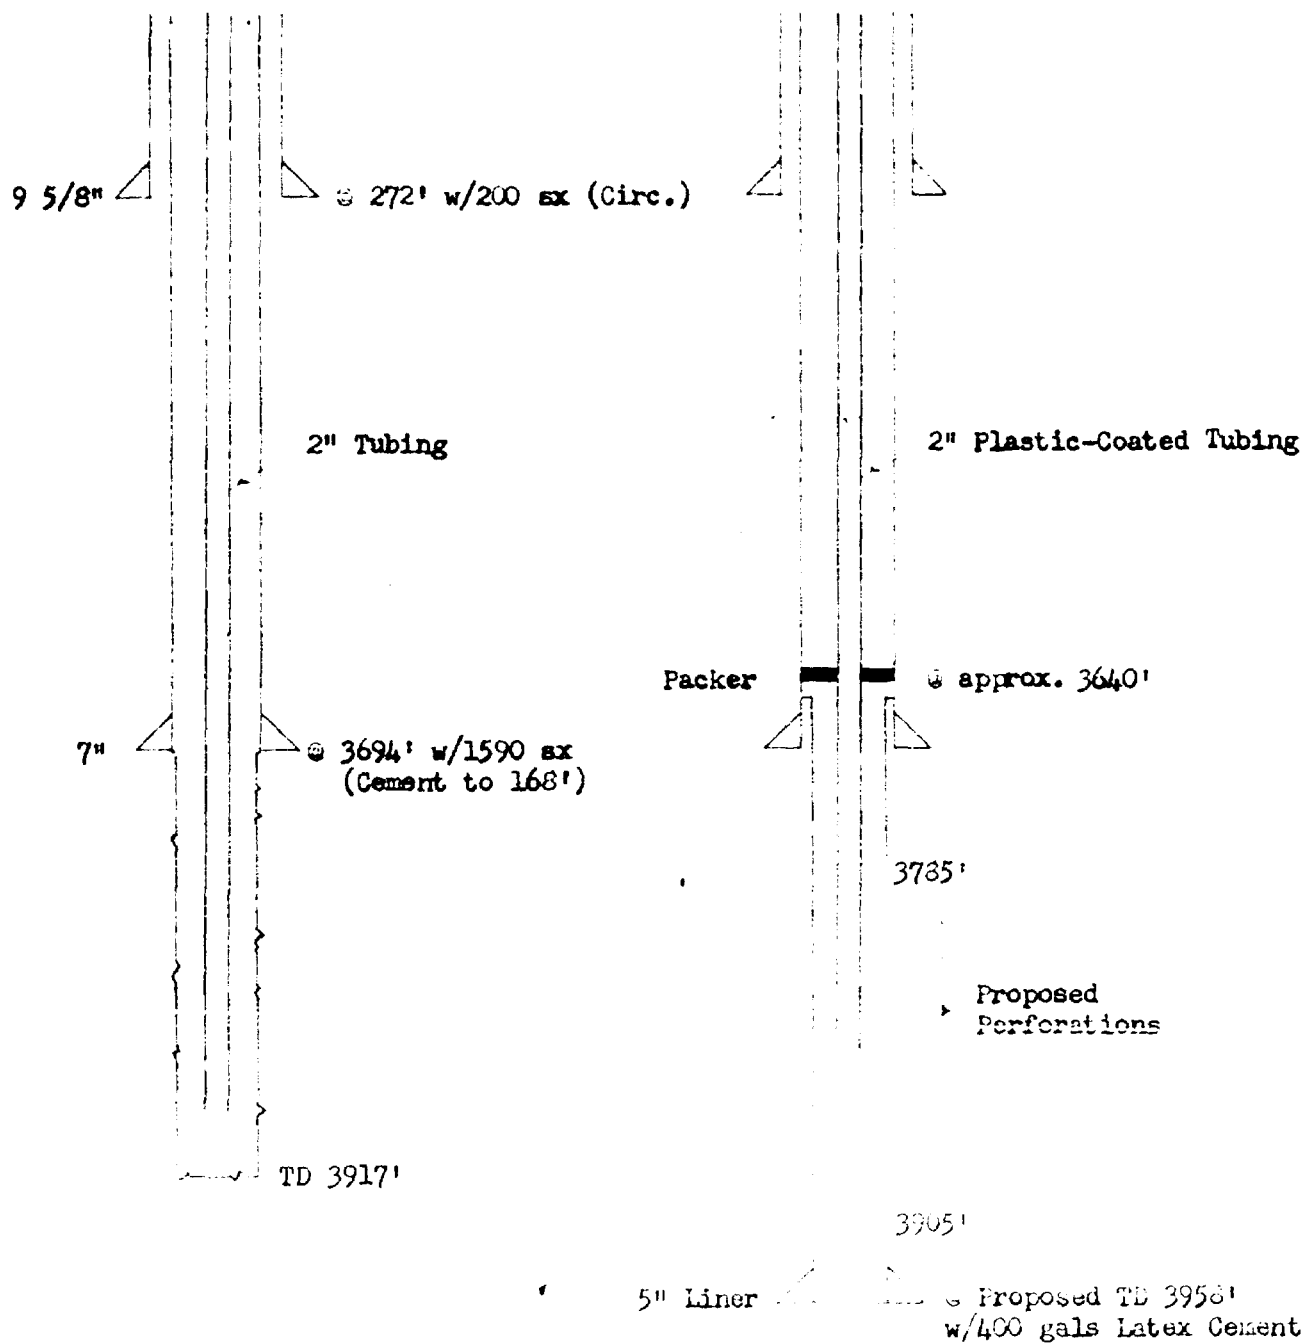 9 5/8"
@ 272' w/200 sx (Circ.)
2" Tubing
2" Plastic-Coated Tubing
Packer
@ approx. 3640'
7"
@ 3694' w/1590 sx
(Cement to 168')
3785'
Proposed
Perforations
TD 3917'
3905'
5" Liner
@ Proposed TD 3958'
w/400 gals Latex Cement